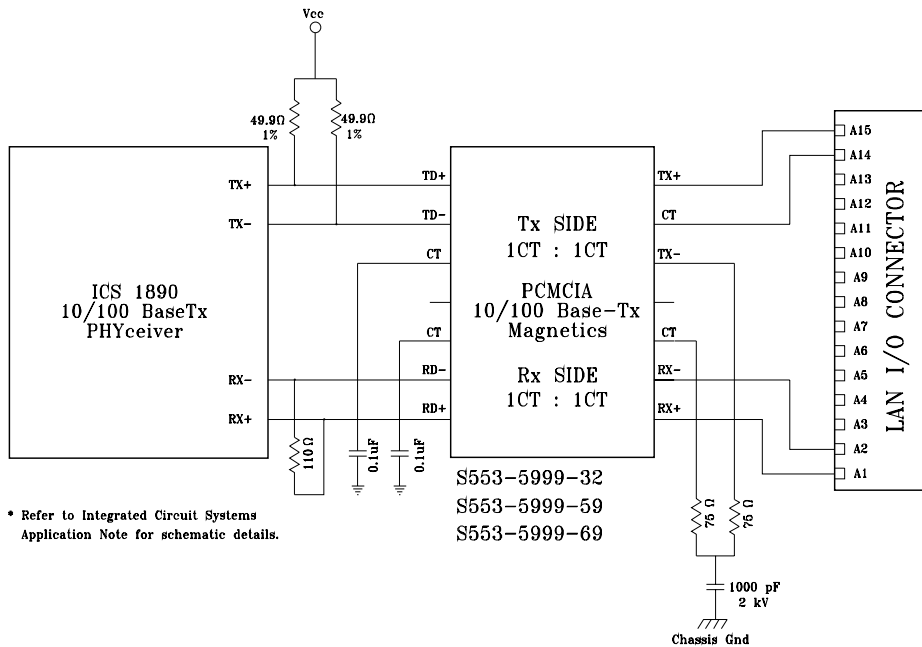 Vcc
49.9Ω
1%
49.9Ω
1%
TX+
TX-
RX-
RX+
ICS 1890
10/100 BaseTx
PHYceiver
110 Ω
0.1uF
0.1uF
TD+
TD-
CT
CT
RD-
RD+
Tx SIDE
1CT : 1CT
PCMCIA
10/100 Base-Tx
Magnetics
Rx SIDE
1CT : 1CT
TX+
CT
TX-
CT
RX-
RX+
S553-5999-32
S553-5999-59
S553-5999-69
A15
A14
A13
A12
A11
A10
A9
A8
A7
A6
A5
A4
A3
A2
A1
LAN I/O CONNECTOR
75 Ω
75 Ω
1000 pF
2 kV
Chassis Gnd
* Refer to Integrated Circuit Systems
Application Note for schematic details.